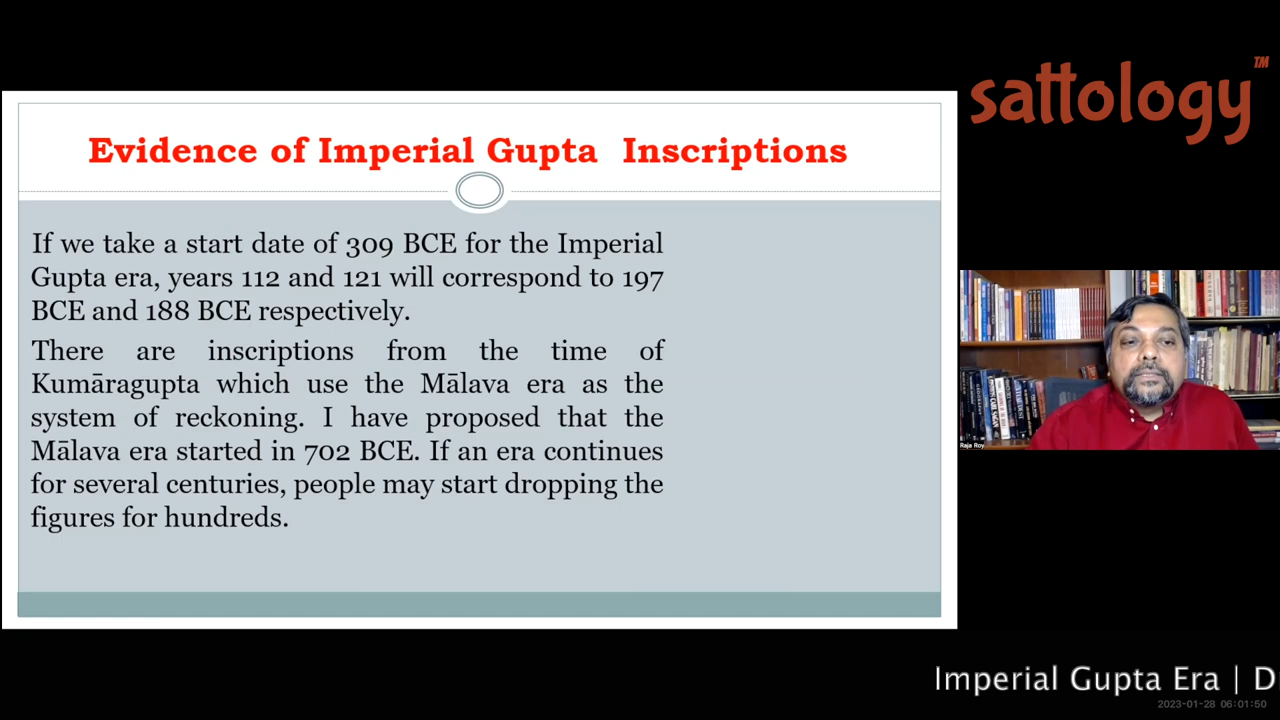 sattology™
Evidence of Imperial Gupta Inscriptions
If we take a start date of 309 BCE for the Imperial
Gupta era, years 112 and 121 will correspond to 197
BCE and 188 BCE respectively.
There are inscriptions from the time of
Kumāragupta which use the Mālava era as the
system of reckoning. I have proposed that the
Mālava era started in 702 BCE. If an era continues
for several centuries, people may start dropping the
figures for hundreds.
Raja Roy
Imperial Gupta Era | D
2023-01-28 06:01:50